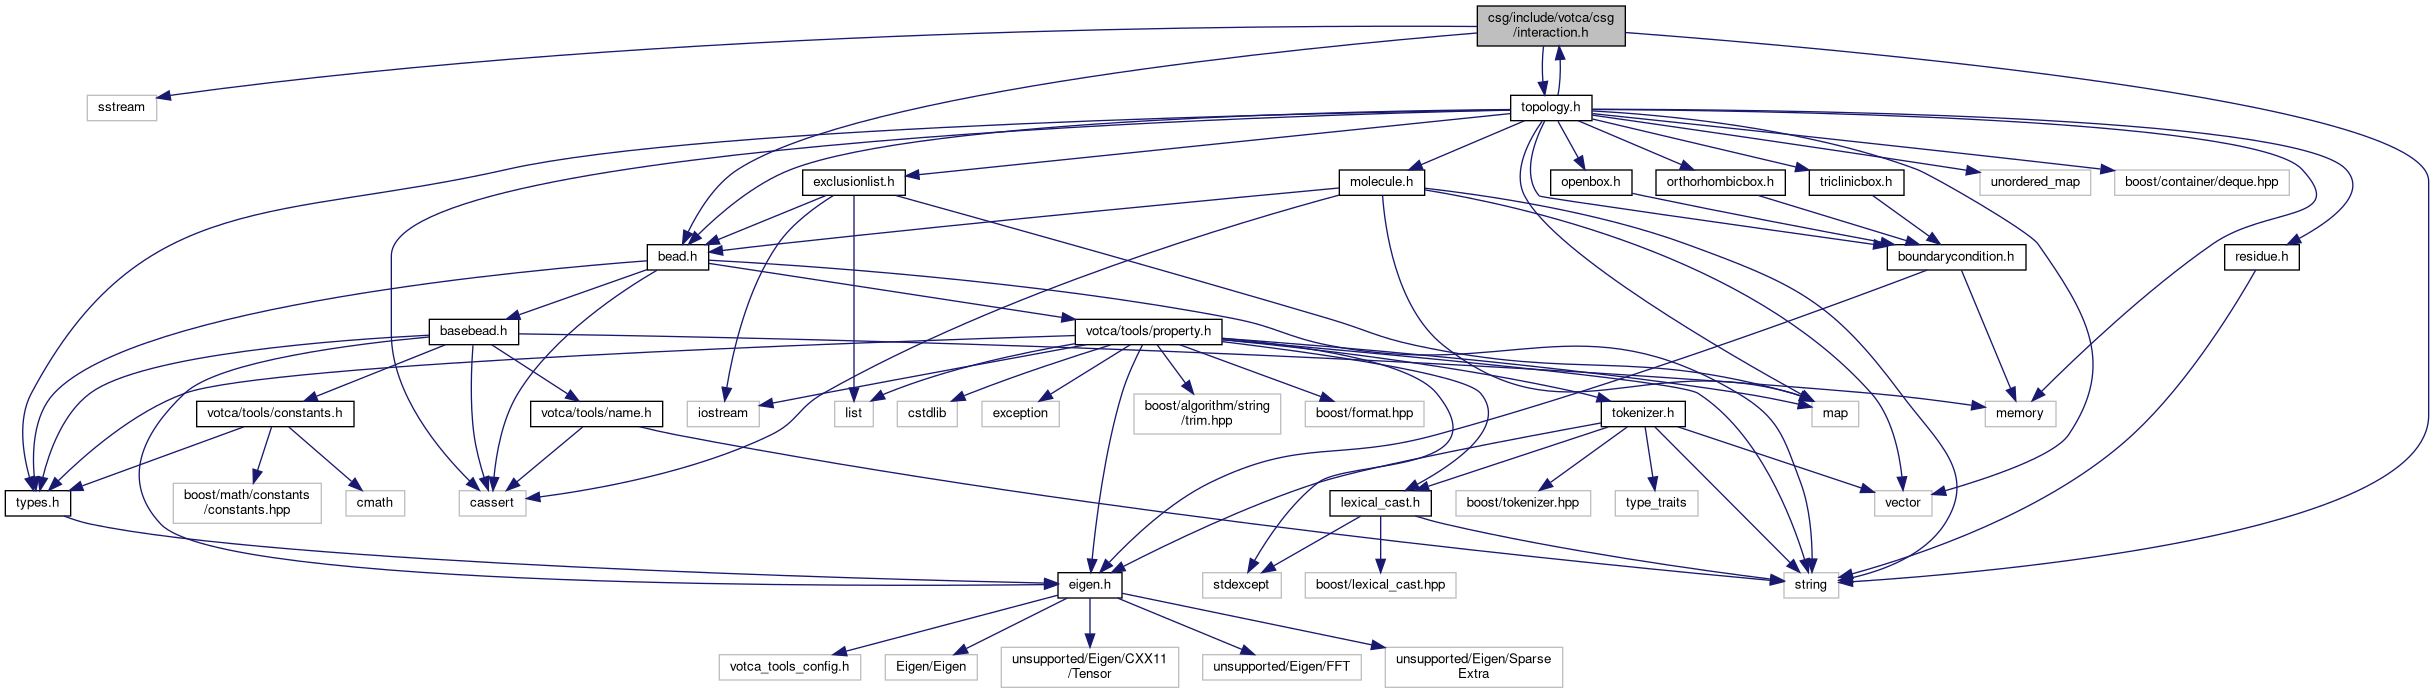 csg/include/votca/csg
/interaction.h
sstream
topology.h
exclusionlist.h
molecule.h
openbox.h
orthorhombicbox.h
triclinicbox.h
unordered_map
boost/container/deque.hpp
bead.h
boundarycondition.h
residue.h
basebead.h
votca/tools/property.h
votca/tools/constants.h
votca/tools/name.h
iostream
list
cstdlib
exception
boost/algorithm/string
/trim.hpp
boost/format.hpp
tokenizer.h
map
memory
types.h
boost/math/constants
/constants.hpp
cmath
cassert
lexical_cast.h
boost/tokenizer.hpp
type_traits
vector
eigen.h
stdexcept
boost/lexical_cast.hpp
string
votca_tools_config.h
Eigen/Eigen
unsupported/Eigen/CXX11
/Tensor
unsupported/Eigen/FFT
unsupported/Eigen/Sparse
Extra